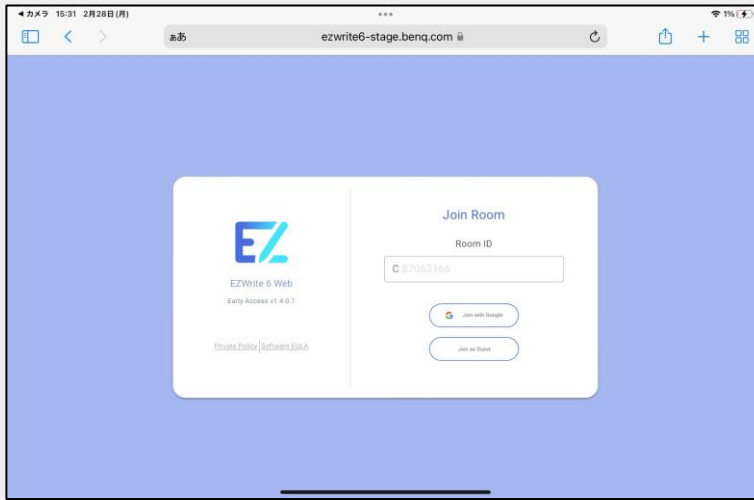 ◀カメラ 15:31 2月28日(月) 1%
ぁあ ezwrite6-stage.benq.com
EZ
EZWrite 6 Web
Early Access v1.4.0.1
Private Policy|Software EULA
Join Room
Room ID
C 87063166
G Join with Google
Join as Guest